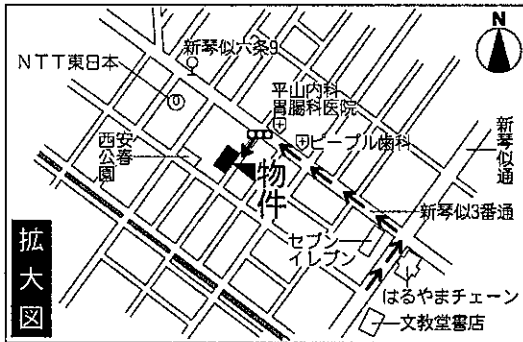 N
新琴似六条9
NTT東日本
平山内科
胃腸科医院
ピープル歯科
西安春
公園
物件
新琴似通
新琴似3番通
セブン
イレブン
はるやまチェーン
文教堂書店
拡大図